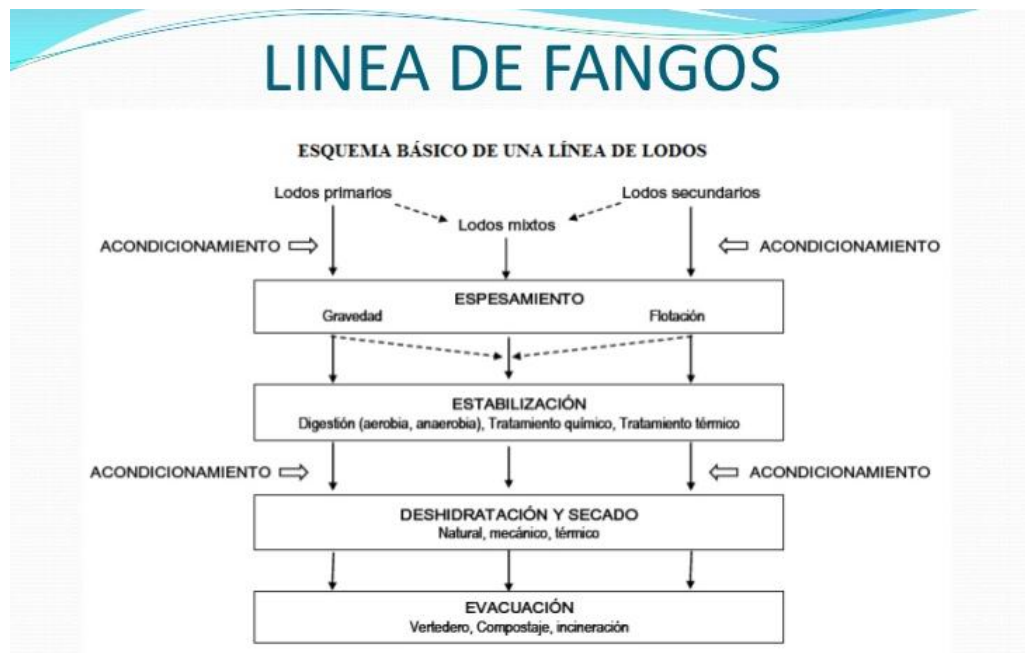 LINEA DE FANGOS
ESQUEMA BÁSICO DE UNA LÍNEA DE LODOS
Lodos primarios
Lodos secundarios
Lodos mixtos
ACONDICIONAMIENTO
ACONDICIONAMIENTO
ESPESAMIENTO
Gravedad
Flotación
ESTABILIZACIÓN
Digestión (aerobia, anaerobia), Tratamiento químico, Tratamiento térmico
ACONDICIONAMIENTO
ACONDICIONAMIENTO
DESHIDRATACIÓN Y SECADO
Natural, mecánico, térmico
EVACUACIÓN
Vertedero, Compostaje, incineración